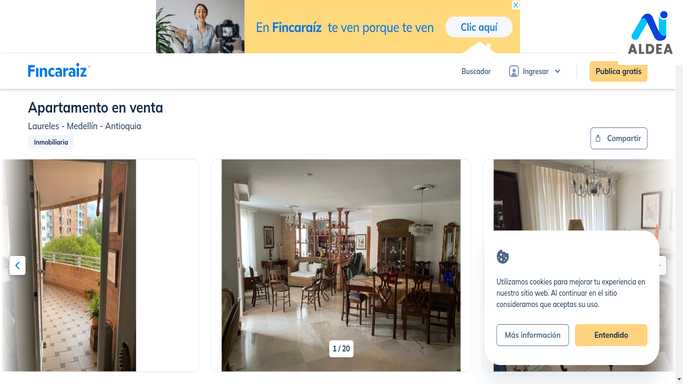 En Fincaraíz te ven porque te ven
Clic aquí
ALDEA
Fincaraiz
Buscador
Ingresar
Publica gratis
Apartamento en venta
Laureles - Medellín - Antioquia
Inmobiliaria
Compartir
1 / 20
Utilizamos cookies para mejorar tu experiencia en
nuestro sitio web. Al continuar en el sitio
consideramos que aceptas su uso.
Más información
Entendido